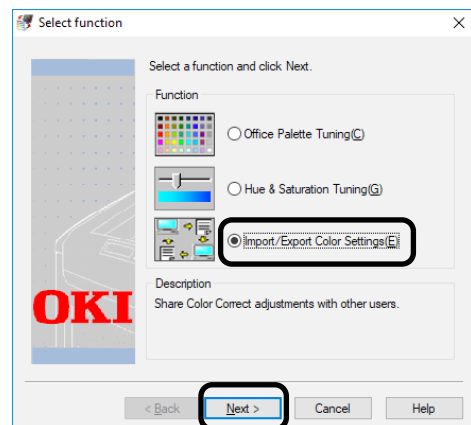 Select function
Select a function and click Next.
Function
Office Palette Tuning(C)
Hue & Saturation Tuning(G)
Import/Export Color Settings(E)
Description
Share Color Correct adjustments with other users.
OKI
< Back Next > Cancel Help